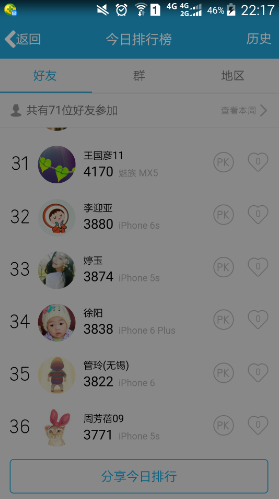 1 4G 4G 2G 46% 22:17
返回 今日排行榜 历史
好友 群 地区
共有71位好友参加
31 王国彦11 PK 0
4170 魅族 MX5
32 李迎亚 PK 0
3880 iPhone 6s
33 婷玉 PK 0
3874 iPhone 5s
34 徐阳 PK 0
3838 iPhone 6 Plus
35 管玲(无锡) PK 0
3822 iPhone 6
36 周芳蓓09 PK 0
3771 iPhone 5s
分享今日排行